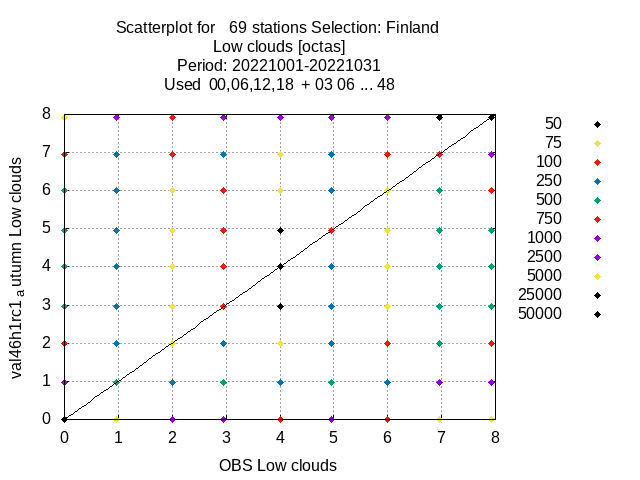 Scatterplot for 69 stations Selection: Finland
Low clouds [octas]
Period: 20221001-20221031
Used 00,06,12,18 + 03 06 ... 48
8
7
6
5
4
3
2
1
0
0 1 2 3 4 5 6 7 8
val46h1rc1 a utumn Low clouds
OBS Low clouds
50
75
100
250
500
750
1000
2500
5000
25000
50000